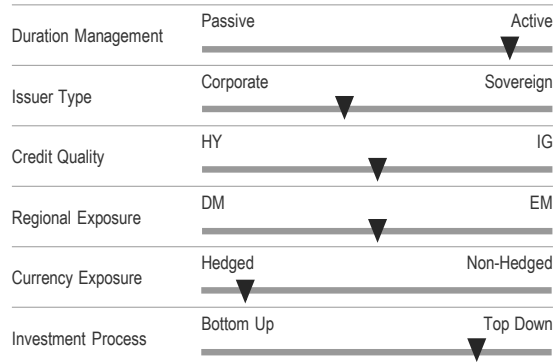 Duration Management
Passive Active
Issuer Type
Corporate Sovereign
Credit Quality
HY IG
Regional Exposure
DM EM
Currency Exposure
Hedged Non-Hedged
Investment Process
Bottom Up Top Down